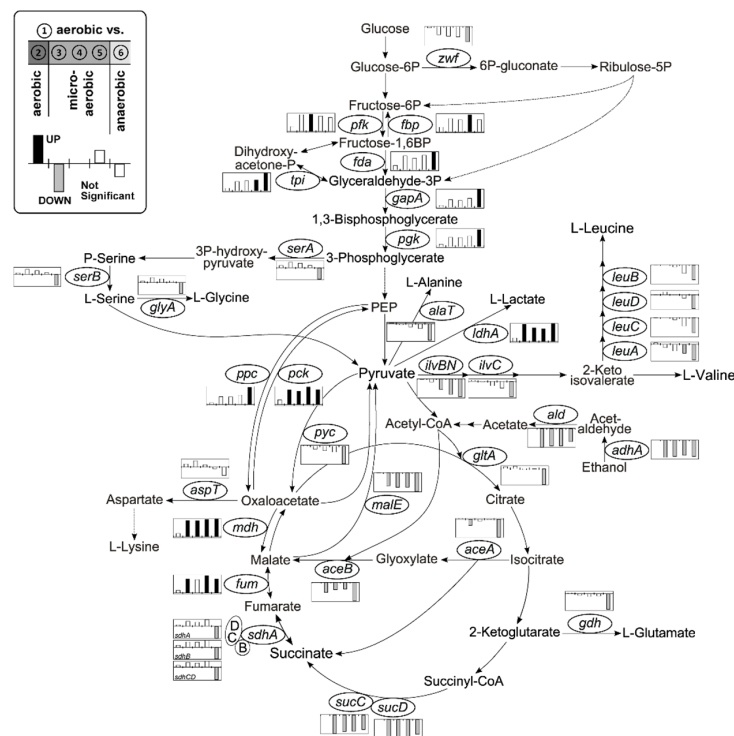 ① aerobic vs.
② ③ ④ ⑤ ⑥
aerobic
micro-
aerobic
anaerobic
UP
DOWN
Not
Significant
Glucose
zwf
Glucose-6P
6P-gluconate
Ribulose-5P
Fructose-6P
pfk
fbp
Fructose-1,6BP
Dihydroxy-
acetone-P
fda
tpi
Glyceraldehyde-3P
gapA
1,3-Bisphosphoglycerate
pgk
3-Phosphoglycerate
serA
3P-hydroxy-
pyruvate
P-Serine
serB
L-Serine
glyA
L-Glycine
PEP
L-Alanine
alaT
L-Lactate
ldhA
L-Leucine
leuB
leuD
leuC
leuA
ppc
pck
Pyruvate
ilvBN
ilvC
2-Keto
isovalerate
L-Valine
pyc
Acetyl-CoA
Acetate
ald
Acet-
aldehyde
adhA
Ethanol
gltA
aspT
Aspartate
Oxaloacetate
malE
Citrate
L-Lysine
mdh
Malate
aceB
Glyoxylate
aceA
Isocitrate
fum
Fumarate
sdhA
sdhB
sdhCD
D
C
B
sdhA
Succinate
2-Ketoglutarate
gdh
L-Glutamate
Succinyl-CoA
sucC
sucD